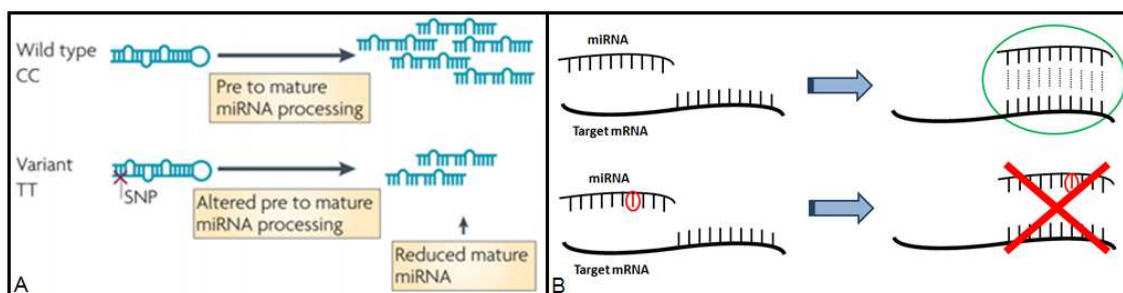 Wild type
CC
Pre to mature
miRNA processing
Variant
TT
SNP
Altered pre to mature
miRNA processing
Reduced mature
miRNA
A
miRNA
Target mRNA
miRNA
Target mRNA
B